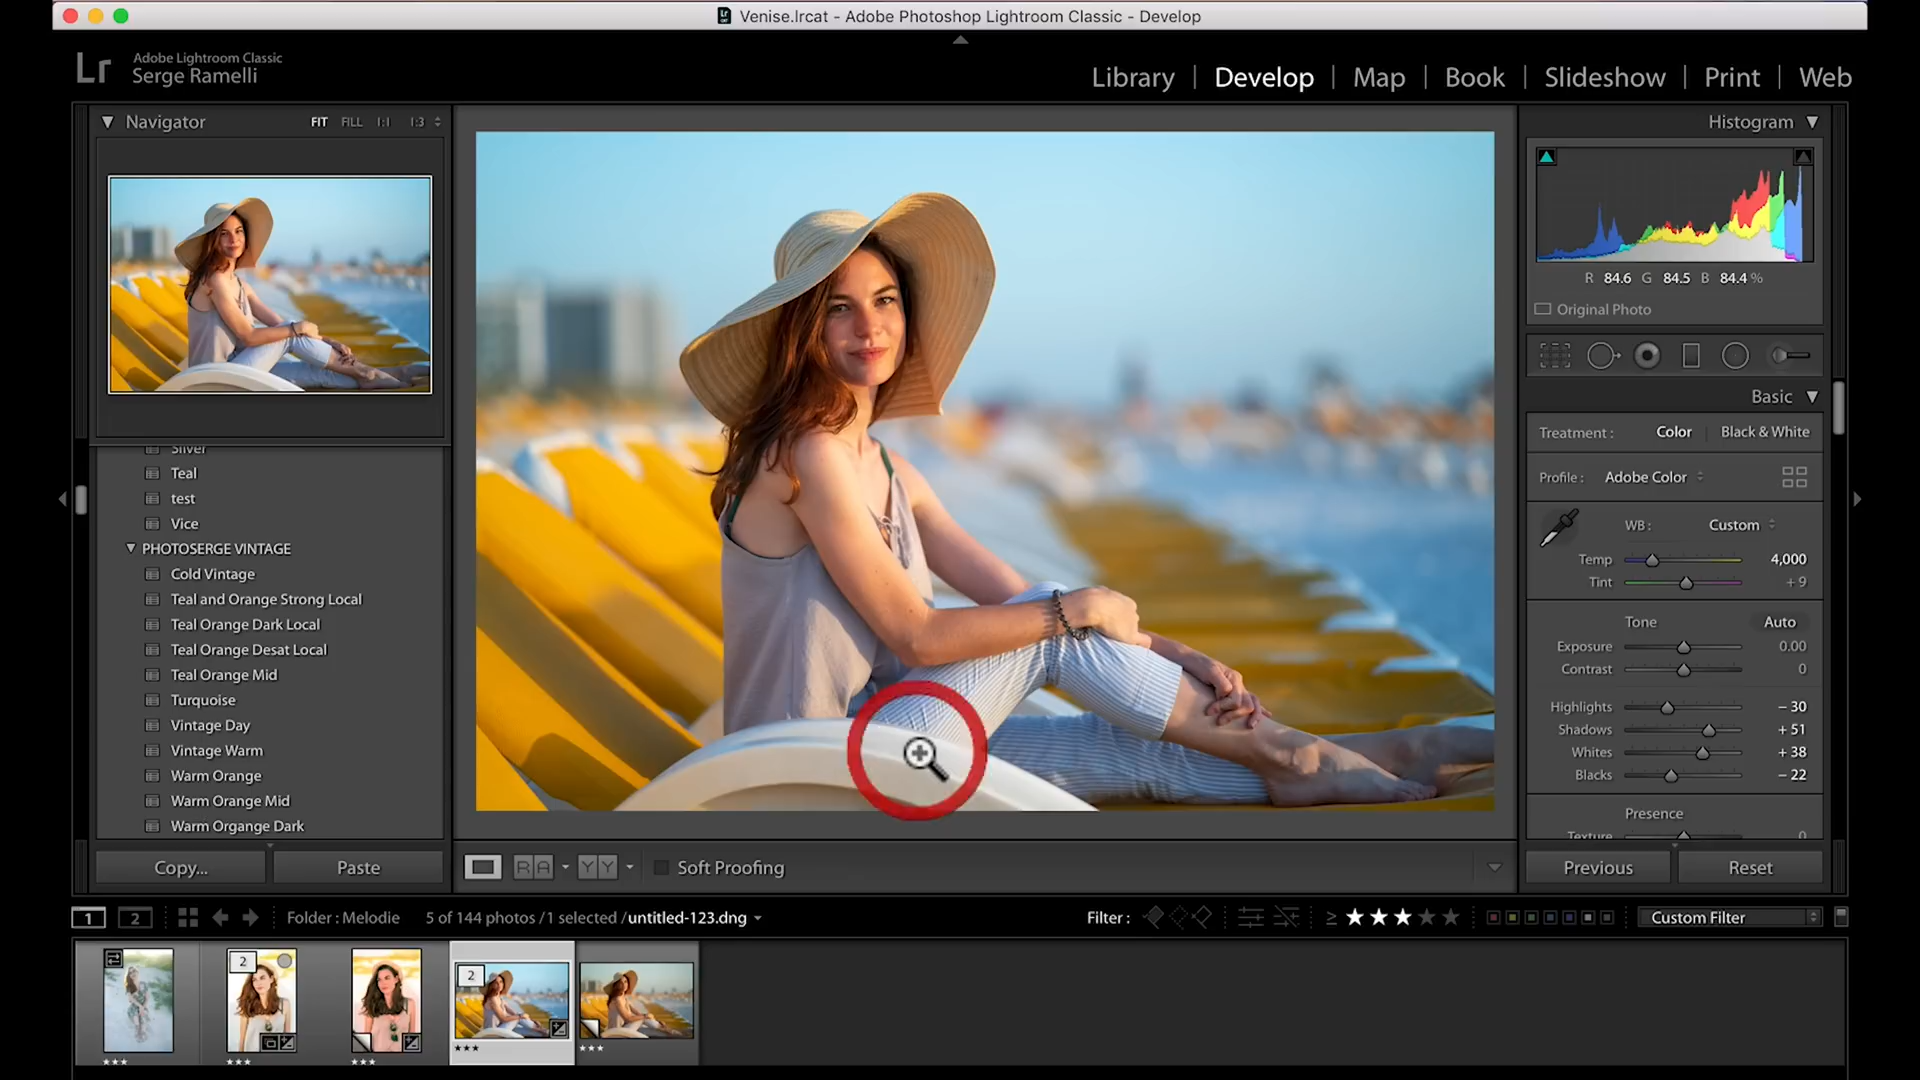 Venise.lrcat - Adobe Photoshop Lightroom Classic - Develop
Lr
Adobe Lightroom Classic
Serge Ramelli
Library | Develop | Map | Book | Slideshow | Print | Web
Navigator FIT FILL 1:1 1:3
Silver
Teal
test
Vice
PHOTOSERGE VINTAGE
Cold Vintage
Teal and Orange Strong Local
Teal Orange Dark Local
Teal Orange Desat Local
Teal Orange Mid
Turquoise
Vintage Day
Vintage Warm
Warm Orange
Warm Orange Mid
Warm Organge Dark
Copy... Paste
R A Y Y Soft Proofing
Histogram
R 84.6 G 84.5 B 84.4 %
Original Photo
Basic
Treatment : Color Black & White
Profile : Adobe Color
WB : Custom
Temp 4,000
Tint + 9
Tone Auto
Exposure 0.00
Contrast 0
Highlights - 30
Shadows + 51
Whites + 38
Blacks - 22
Presence
Texture 0
Previous Reset
1 2 Folder : Melodie 5 of 144 photos / 1 selected / untitled-123.dng Filter : ≥ ★★★★★ Custom Filter
2 2
★★★ ★★★ ★★★ ★★★ ★★★